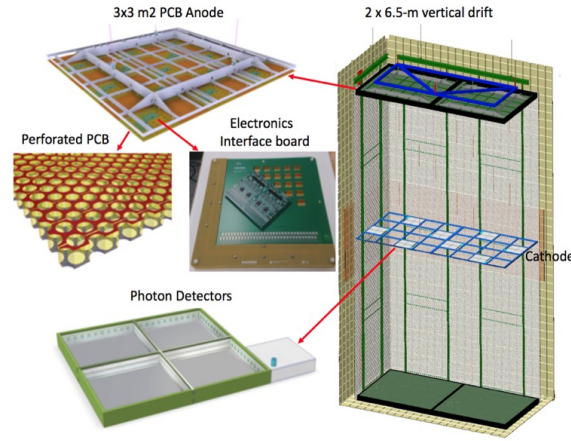 3x3 m2 PCB Anode
2 x 6.5-m vertical drift
Perforated PCB
Electronics
Interface board
Cathode
Photon Detectors